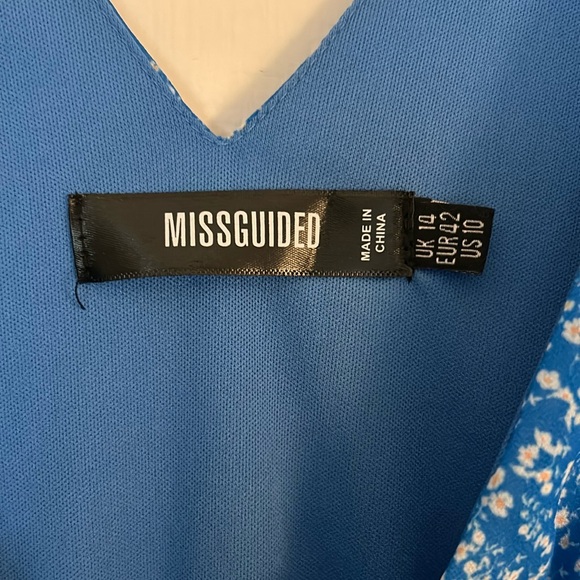 MISSGUIDED
MADE IN
CHINA
UK 14
EUR 42
US 10